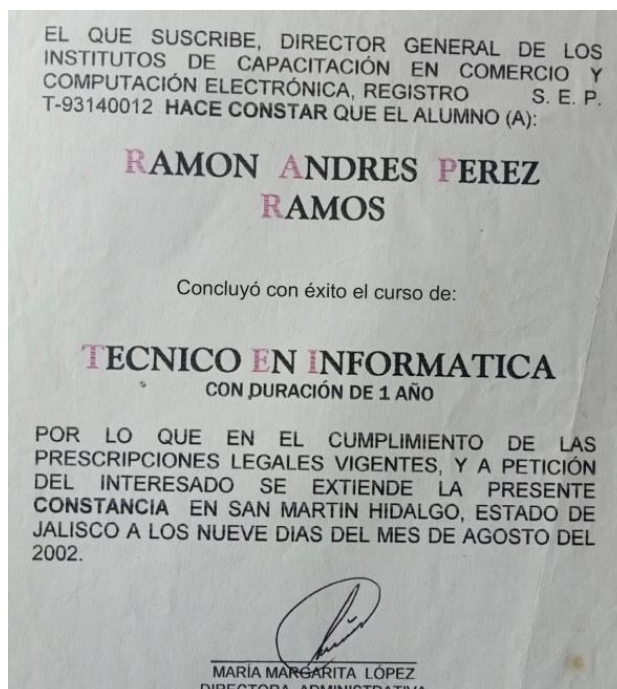 EL QUE SUSCRIBE, DIRECTOR GENERAL DE LOS
INSTITUTOS DE CAPACITACIÓN EN COMERCIO Y
COMPUTACIÓN ELECTRÓNICA, REGISTRO S. E. P.
T-93140012 HACE CONSTAR QUE EL ALUMNO (A):
RAMON ANDRES PEREZ
RAMOS
Concluyó con éxito el curso de:
TECNICO EN INFORMATICA
CON DURACIÓN DE 1 AÑO
POR LO QUE EN EL CUMPLIMIENTO DE LAS
PRESCRIPCIONES LEGALES VIGENTES, Y A PETICIÓN
DEL INTERESADO SE EXTIENDE LA PRESENTE
CONSTANCIA EN SAN MARTIN HIDALGO, ESTADO DE
JALISCO A LOS NUEVE DIAS DEL MES DE AGOSTO DEL
2002.
MARÍA MARGARITA LÓPEZ
DIRECTORA ADMINISTRATIVA